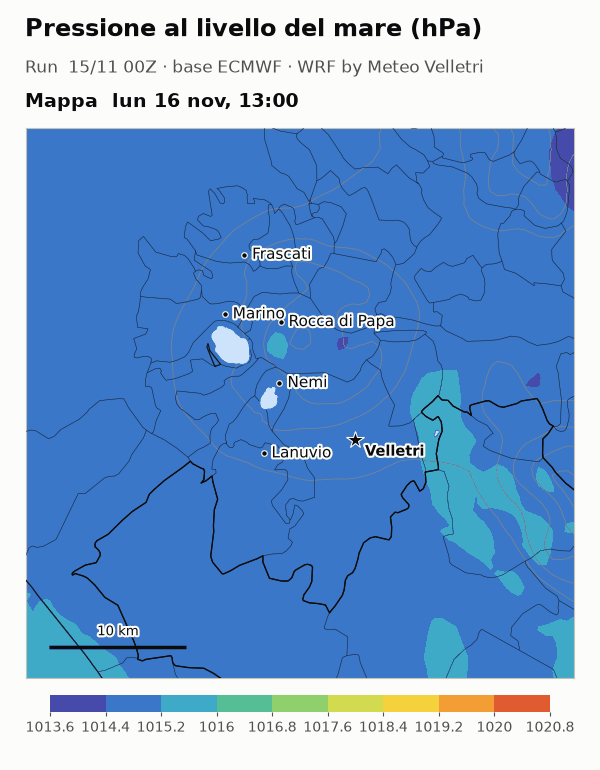 Pressione al livello del mare (hPa)
Run  15/11 00Z · base ECMWF · WRF by Meteo Velletri
Mappa  lun 16 nov, 13:00
Frascati
Marino
Rocca di Papa
Nemi
Velletri
Lanuvio
10 km
1013.6 1014.4 1015.2 1016 1016.8 1017.6 1018.4 1019.2 1020 1020.8